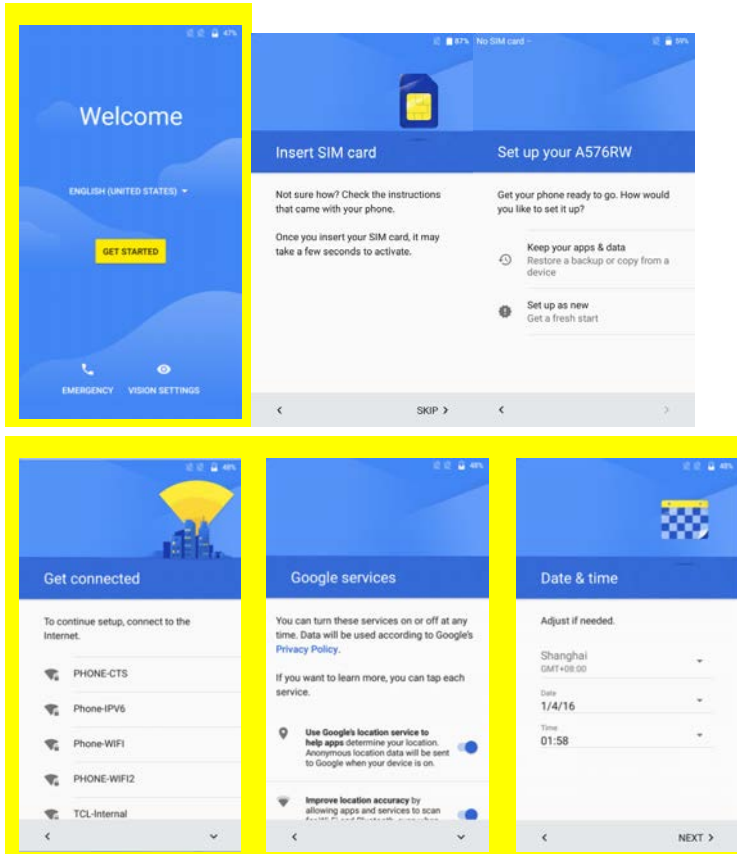 47%
Welcome
ENGLISH (UNITED STATES)
GET STARTED
EMERGENCY VISION SETTINGS
87%
Insert SIM card
Not sure how? Check the instructions
that came with your phone.
Once you insert your SIM card, it may
take a few seconds to activate.
SKIP
No SIM card –
59%
Set up your A576RW
Get your phone ready to go. How would
you like to set it up?
Keep your apps & data
Restore a backup or copy from a
device
Set up as new
Get a fresh start
48%
Get connected
To continue setup, connect to the
Internet.
PHONE-CTS
Phone-IPV6
Phone-WIFI
PHONE-WIFI2
TCL-Internal
48%
Google services
You can turn these services on or off at any
time. Data will be used according to Google's
Privacy Policy.
If you want to learn more, you can tap each
service.
Use Google's location service to
help apps determine your location.
Anonymous location data will be sent
to Google when your device is on.
Improve location accuracy by
allowing apps and services to scan
48%
Date & time
Adjust if needed.
Shanghai
GMT+08:00
Date
1/4/16
Time
01:58
NEXT